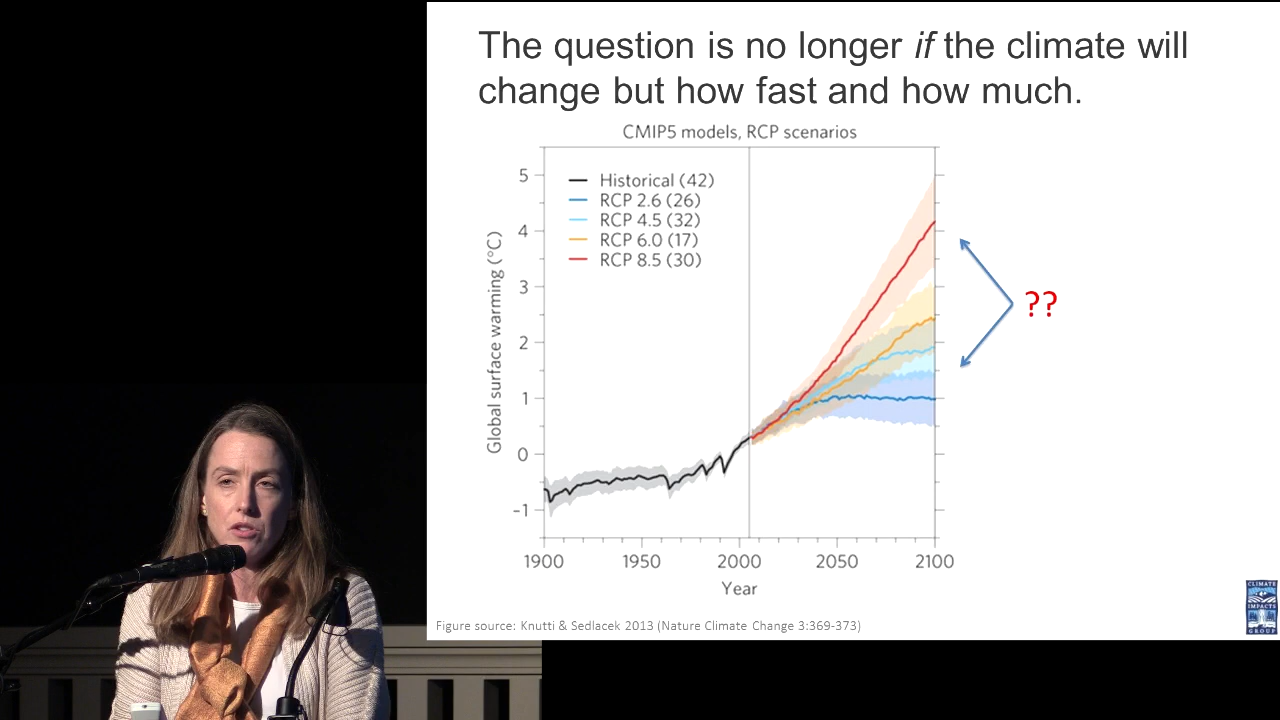 The question is no longer if the climate will
change but how fast and how much.
CMIP5 models, RCP scenarios
Historical (42)
RCP 2.6 (26)
RCP 4.5 (32)
RCP 6.0 (17)
RCP 8.5 (30)
Global surface warming (°C)
5
4
3
2
1
0
-1
1900 1950 2000 2050 2100
Year
??
Figure source: Knutti & Sedlacek 2013 (Nature Climate Change 3:369-373)
CLIMATE
IMPACTS
GROUP